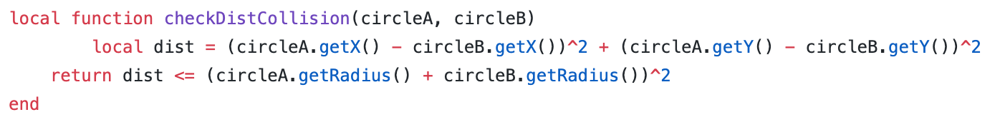 local function checkDistCollision(circleA, circleB)
        local dist = (circleA.getX() - circleB.getX())^2 + (circleA.getY() - circleB.getY())^2
    return dist <= (circleA.getRadius() + circleB.getRadius())^2
end